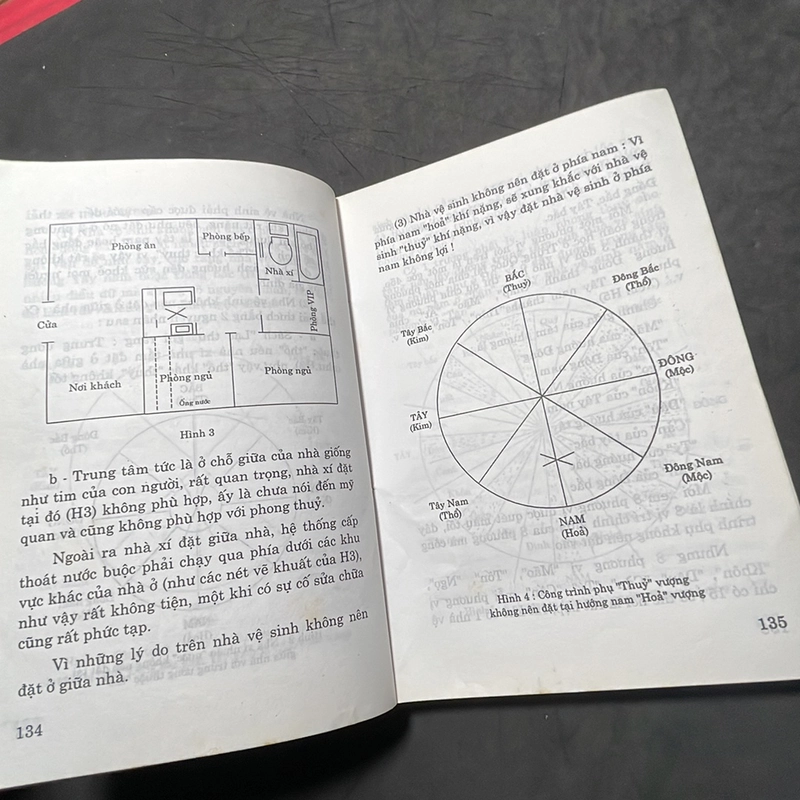 Phòng ăn
Phòng bếp
Nhà xí
Phòng VIP
Cửa
Nơi khách
Phòng ngủ
Ống nước
Phòng ngủ
Hình 3
b - Trung tâm tức là ở chỗ giữa của nhà giống
như tim của con người, rất quan trọng, nhà xí đặt
tại đó (H3) không phù hợp, ấy là chưa nói đến mỹ
quan và cũng không phù hợp với phong thuỷ.
Ngoài ra nhà xí đặt giữa nhà, hệ thống cấp
thoát nước buộc phải chạy qua phía dưới các khu
vực khác của nhà ở (như các nét vẽ khuất của H3),
như vậy rất không tiện, một khi có sự cố sửa chữa
cũng rất phức tạp.
Vì những lý do trên nhà vệ sinh không nên
đặt ở giữa nhà.
134
(3) Nhà vệ sinh không nên đặt ở phía nam : Vì
phía nam "hoả" khí nặng, sẽ xung khắc với nhà vệ
sinh "thuỷ" khí nặng, vì vậy đặt nhà vệ sinh ở phía
nam không lợi !
BẮC
(Thuỷ)
Đông Bắc
(Thổ)
Tây Bắc
(Kim)
ĐÔNG
(Mộc)
TÂY
(Kim)
Đông Nam
(Mộc)
Tây Nam
(Thổ)
NAM
(Hoả)
Hình 4 : Công trình phụ "Thuỷ" vượng
không nên đặt tại hướng nam "Hoả" vượng
135